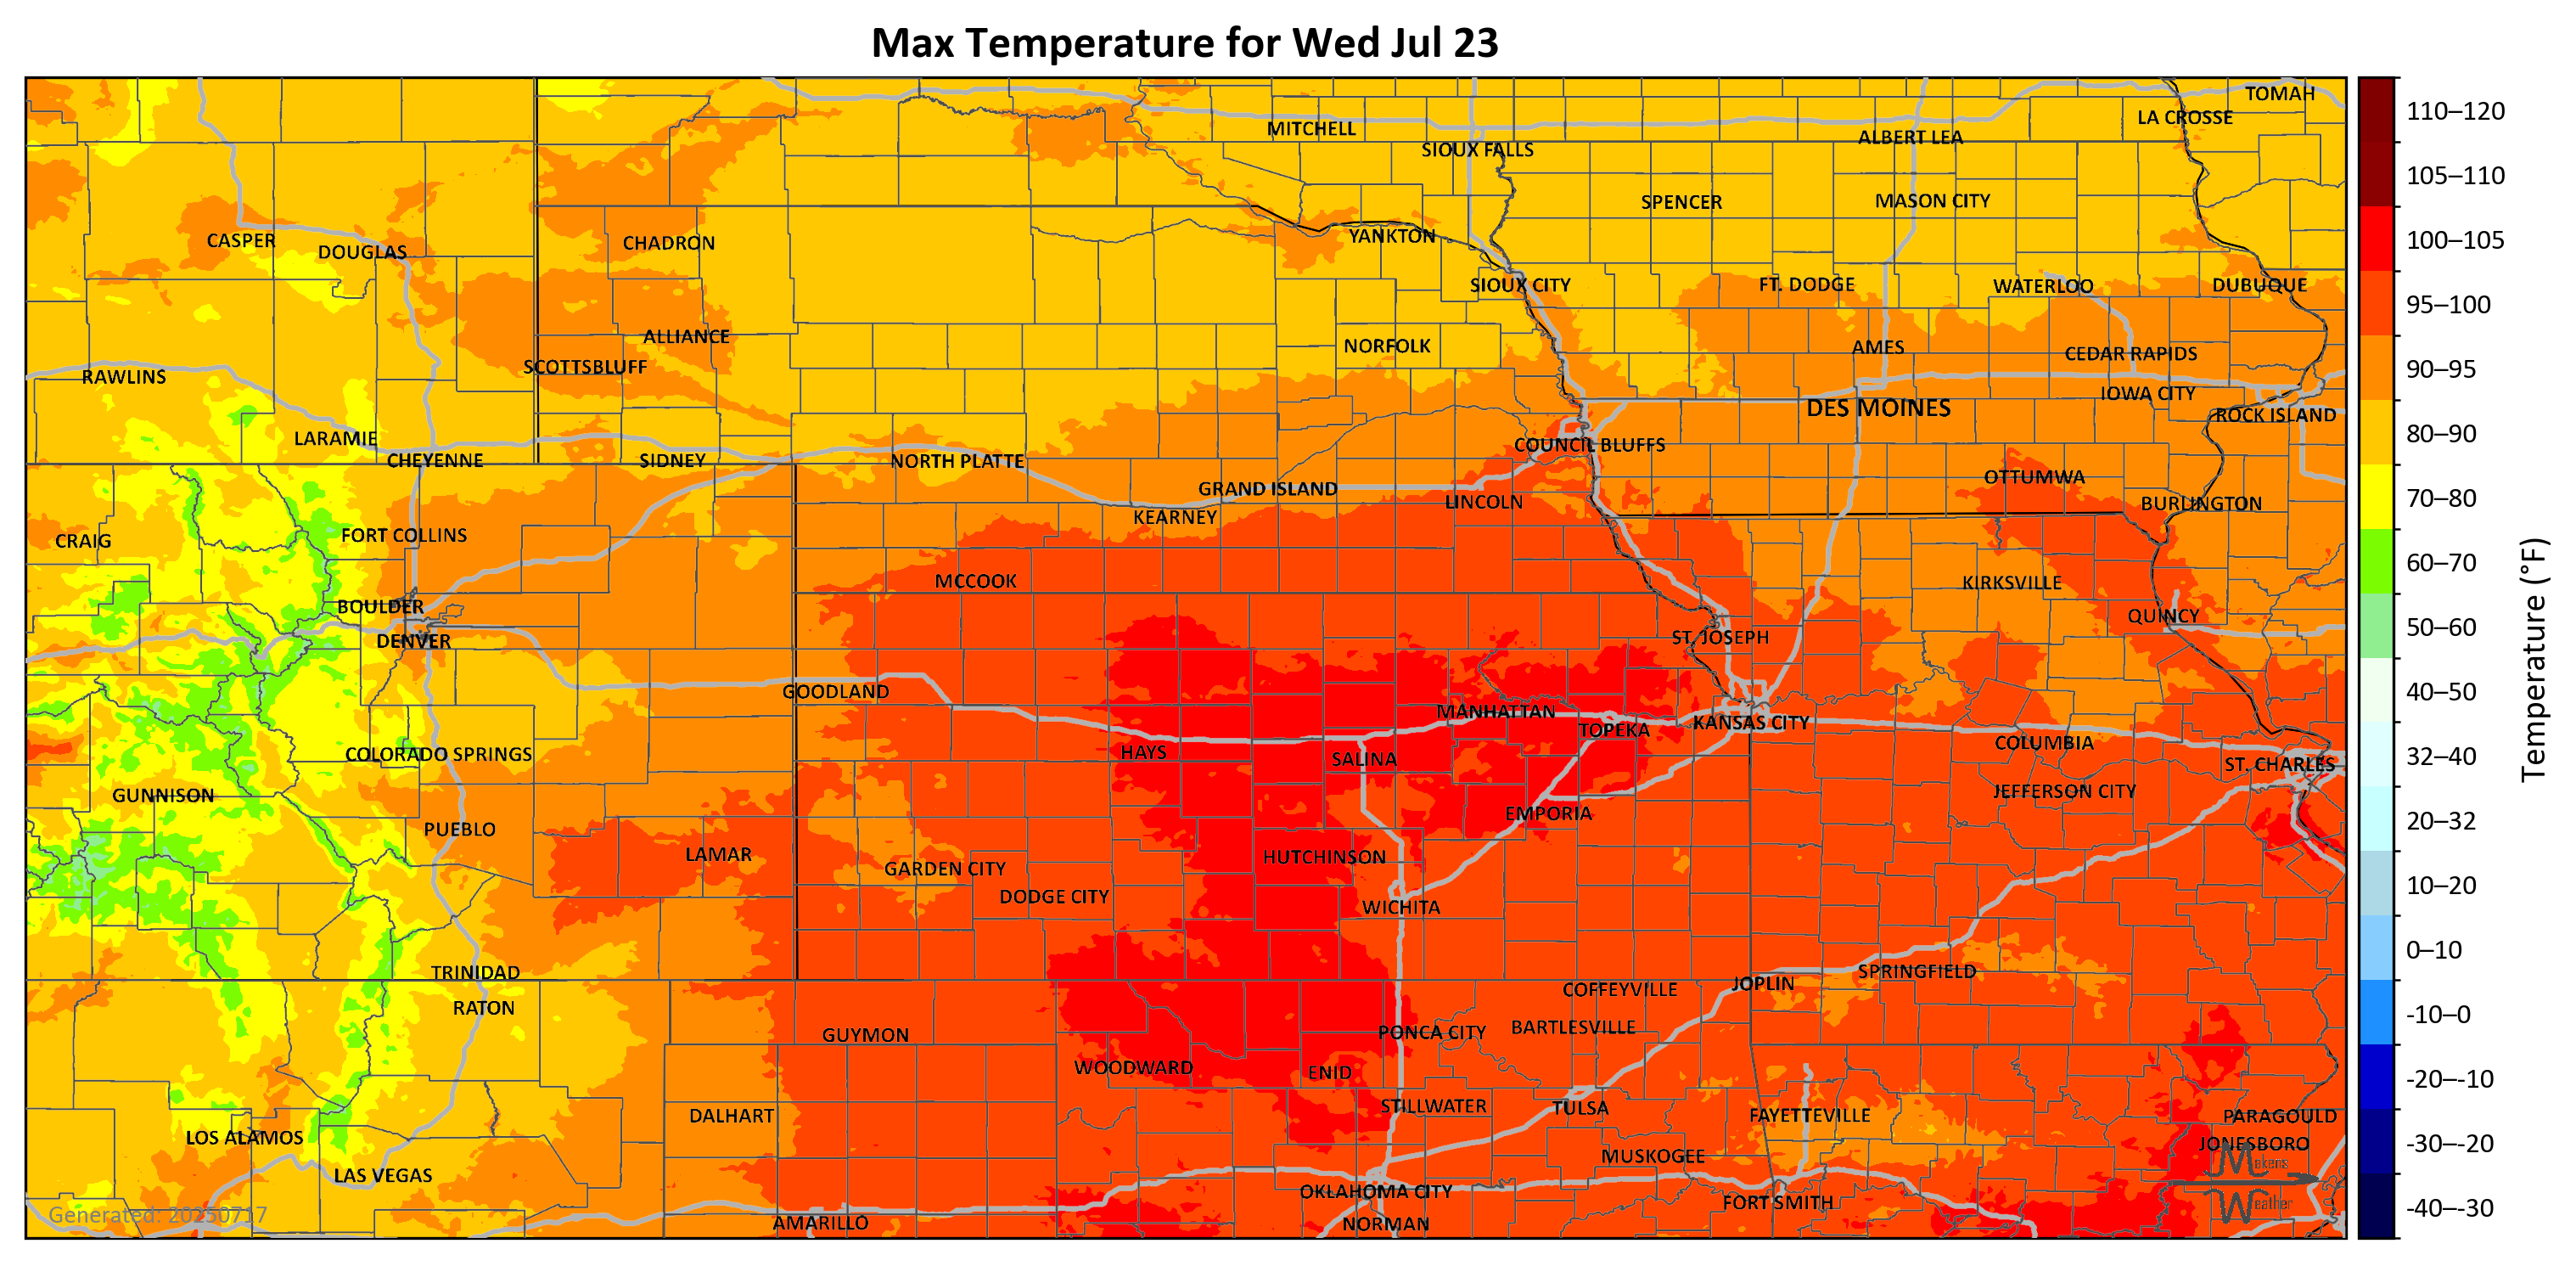 Max Temperature for Wed Jul 23
TOMAH
LA CROSSE
MITCHELL
ALBERT LEA
SIOUX FALLS
SPENCER
MASON CITY
CASPER
DOUGLAS
CHADRON
YANKTON
SIOUX CITY
FT. DODGE
WATERLOO
DUBUQUE
ALLIANCE
NORFOLK
AMES
CEDAR RAPIDS
SCOTTSBLUFF
RAWLINS
IOWA CITY
DES MOINES
ROCK ISLAND
LARAMIE
COUNCIL BLUFFS
CHEYENNE
SIDNEY
NORTH PLATTE
OTTUMWA
GRAND ISLAND
LINCOLN
BURLINGTON
KEARNEY
FORT COLLINS
CRAIG
MCCOOK
KIRKSVILLE
BOULDER
QUINCY
DENVER
ST. JOSEPH
GOODLAND
MANHATTAN
KANSAS CITY
TOPEKA
COLUMBIA
HAYS
COLORADO SPRINGS
SALINA
ST. CHARLES
GUNNISON
JEFFERSON CITY
EMPORIA
PUEBLO
LAMAR
HUTCHINSON
GARDEN CITY
DODGE CITY
WICHITA
TRINIDAD
SPRINGFIELD
JOPLIN
COFFEYVILLE
RATON
BARTLESVILLE
PONCA CITY
GUYMON
WOODWARD
ENID
STILLWATER
TULSA
DALHART
FAYETTEVILLE
PARAGOULD
LOS ALAMOS
JONESBORO
MUSKOGEE
LAS VEGAS
OKLAHOMA CITY
FORT SMITH
AMARILLO
NORMAN
Makens
Weather
Generated: 20250717
110–120
105–110
100–105
95–100
90–95
80–90
70–80
60–70
50–60
40–50
32–40
20–32
10–20
0–10
-10–0
-20–-10
-30–-20
-40–-30
Temperature (°F)